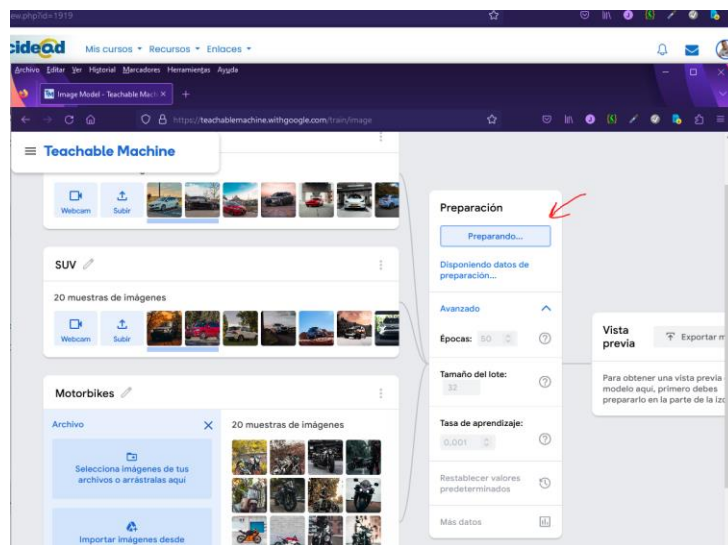 ew.php?id=1919
cidead
Mis cursos Recursos Enlaces
Archivo Editar Ver Historial Marcadores Herramientas Ayuda
Image Model - Teachable Mach
https://teachablemachine.withgoogle.com/train/image
Teachable Machine
Webcam
Subir
Preparación
Preparando...
Disponiendo datos de
preparación...
SUV
20 muestras de imágenes
Webcam
Subir
Avanzado
Épocas: 50
Tamaño del lote:
32
Tasa de aprendizaje:
0,001
Restablecer valores
predeterminados
Más datos
Vista
previa
Exportar m
Para obtener una vista previa
modelo aquí, primero debes
prepararlo en la parte de la izq
Motorbikes
Archivo
20 muestras de imágenes
Selecciona imágenes de tus
archivos o arrástralas aquí
Importar imágenes desde